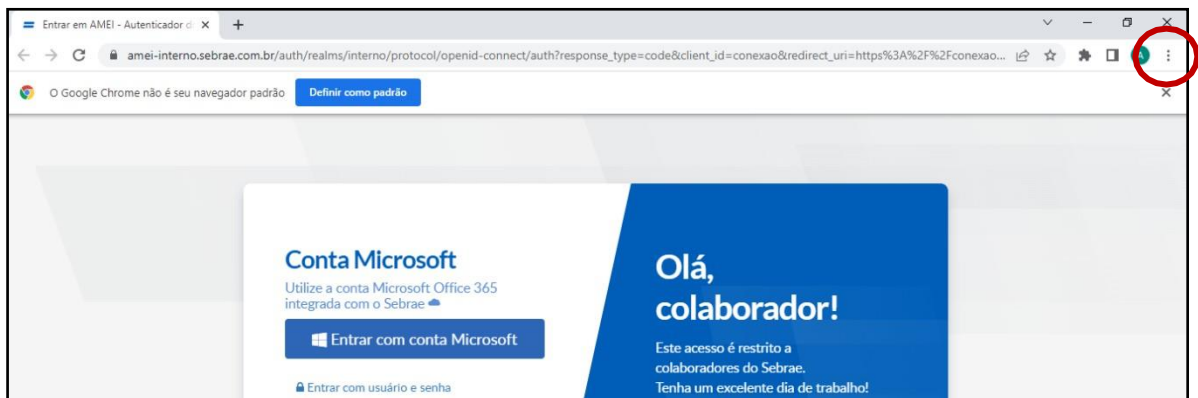 Entrar em AMEI - Autenticador d
amei-interno.sebrae.com.br/auth/realms/interno/protocol/openid-connect/auth?response_type=code&client_id=conexao&redirect_uri=https%3A%2F%2Fconexao...
O Google Chrome não é seu navegador padrão Definir como padrão
Conta Microsoft
Utilize a conta Microsoft Office 365
integrada com o Sebrae
Entrar com conta Microsoft
Entrar com usuário e senha
Olá,
colaborador!
Este acesso é restrito a
colaboradores do Sebrae.
Tenha um excelente dia de trabalho!